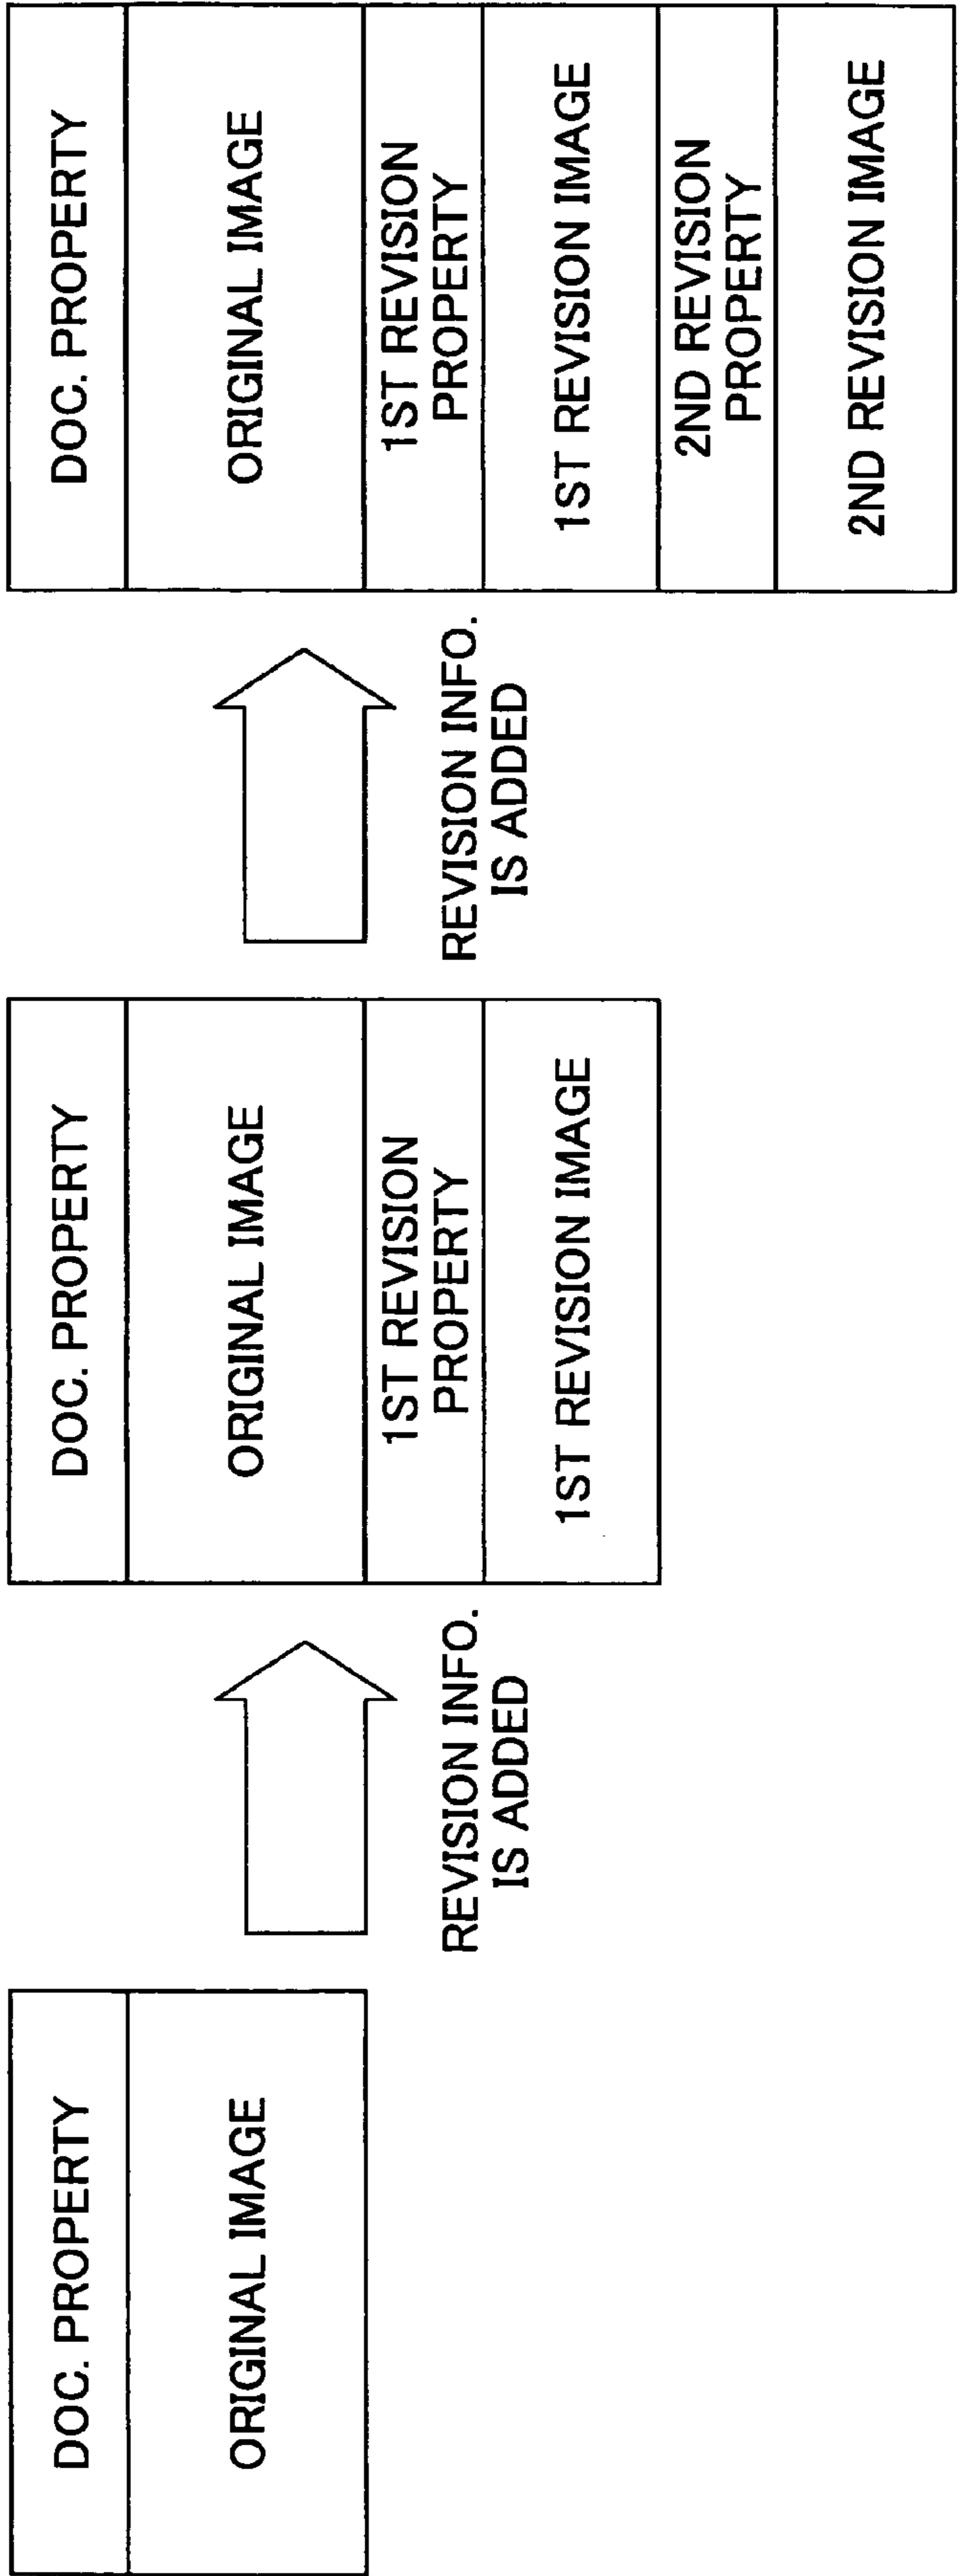 DOC. PROPERTY
ORIGINAL IMAGE
REVISION INFO.
IS ADDED
DOC. PROPERTY
ORIGINAL IMAGE
1ST REVISION
PROPERTY
1ST REVISION IMAGE
REVISION INFO.
IS ADDED
DOC. PROPERTY
ORIGINAL IMAGE
1ST REVISION
PROPERTY
1ST REVISION IMAGE
2ND REVISION
PROPERTY
2ND REVISION IMAGE